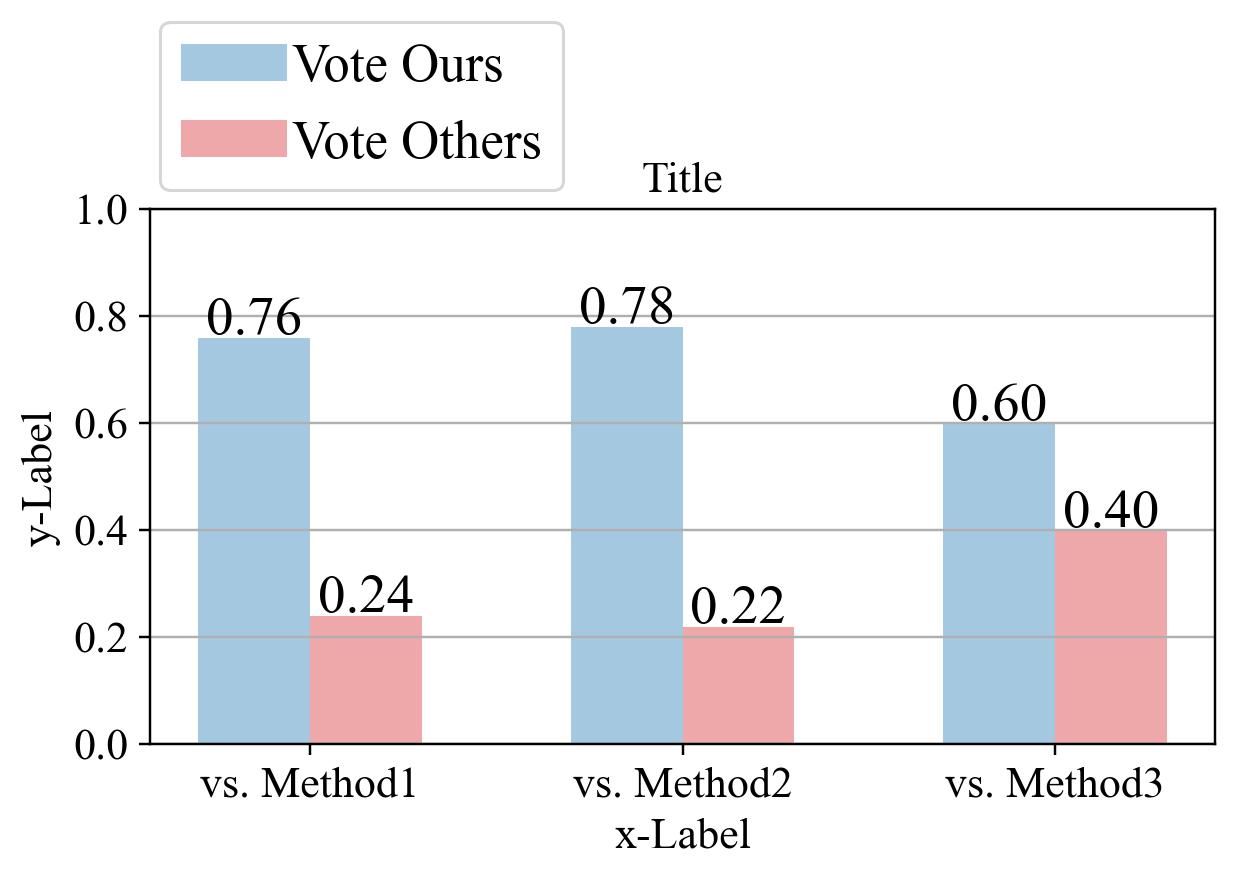 Vote Ours
Vote Others
Title
1.0
0.8
0.6
0.4
0.2
0.0
y-Label
0.76
0.24
0.78
0.22
0.60
0.40
vs. Method1
vs. Method2
vs. Method3
x-Label